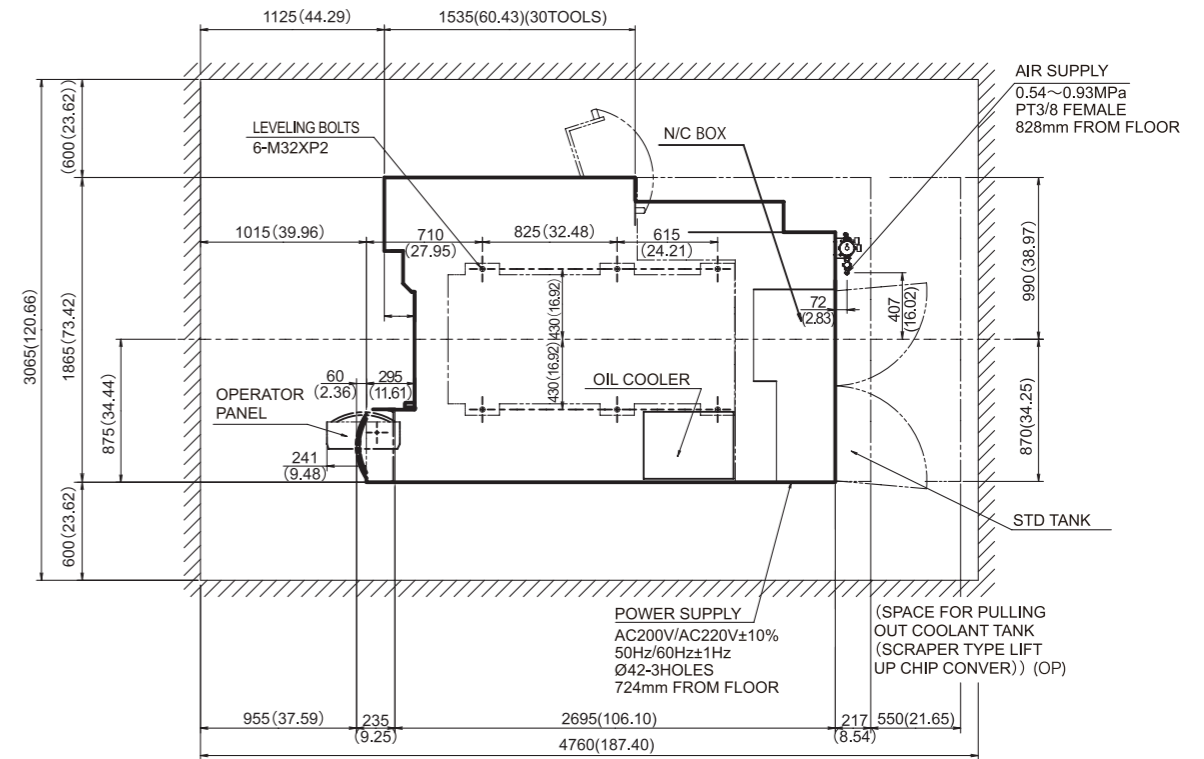 1125(44.29)
1535(60.43)(30TOOLS)
AIR SUPPLY
0.54~0.93MPa
PT3/8 FEMALE
828mm FROM FLOOR
(600(23.62))
LEVELING BOLTS
6-M32XP2
N/C BOX
1015(39.96)
710
(27.95)
825(32.48)
615
(24.21)
3065(120.66)
1865(73.42)
990(38.97)
430(16.92)
72
(2.83)
407
(16.02)
60
(2.36)
295
(11.61)
430(16.92)
OIL COOLER
OPERATOR
PANEL
875(34.44)
870(34.25)
241
(9.48)
STD TANK
600(23.62)
POWER SUPPLY
AC200V/AC220V±10%
50Hz/60Hz±1Hz
Ø42-3HOLES
724mm FROM FLOOR
(SPACE FOR PULLING
OUT COOLANT TANK
(SCRAPER TYPE LIFT
UP CHIP CONVER)) (OP)
955(37.59)
235
(9.25)
2695(106.10)
217
(8.54)
550(21.65)
4760(187.40)